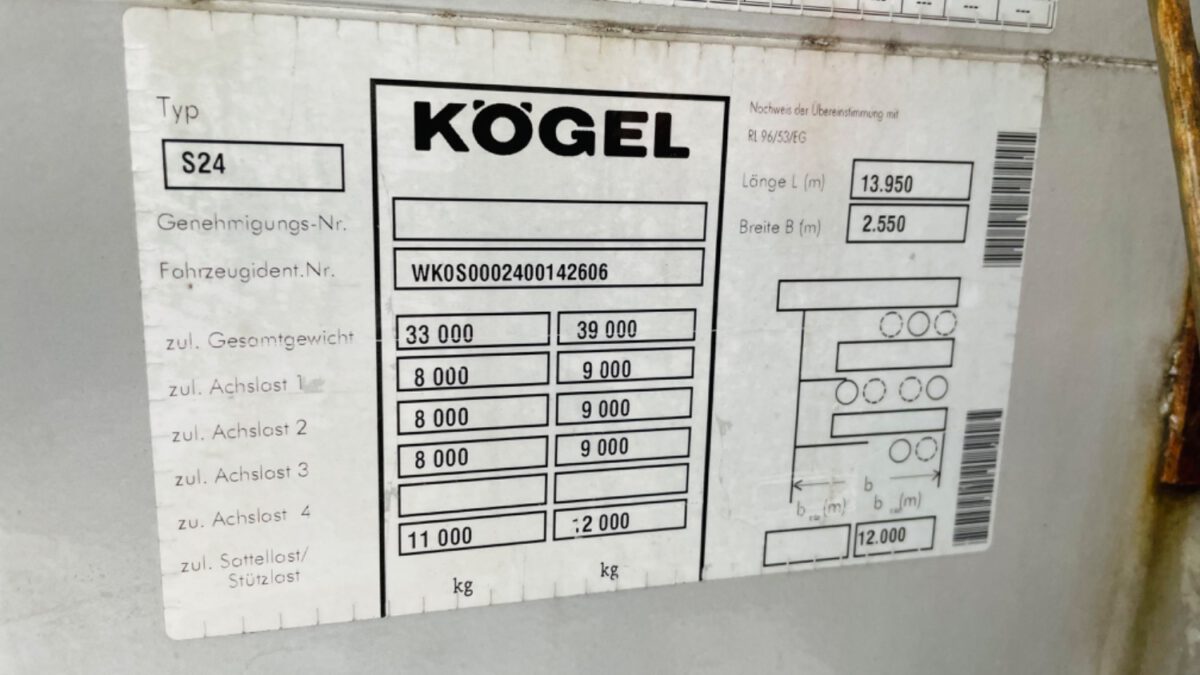 --- --- ---
Typ
S24
Genehmigungs-Nr.
Fahrzeugident.Nr.
zul. Gesamtgewicht
zul. Achslast 1
zul. Achslast 2
zul. Achslast 3
zu. Achslast 4
zul. Sattellast/
Stützlast
KÖGEL
WK0S0002400142606
33 000 39 000
8 000 9 000
8 000 9 000
8 000 9 000
11 000 12 000
kg kg
Nachweis der Übereinstimmung mit
RL 96/53/EG
Länge L (m) 13.950
Breite B (m) 2.550
b
b (m) b (m)
12.000